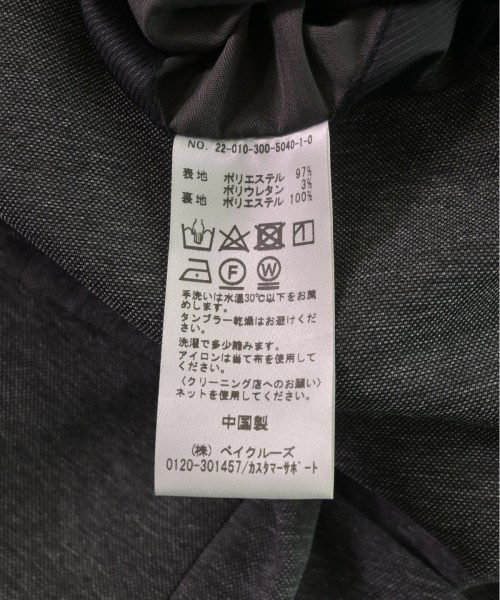 NO. 22-010-300-5040-1-0
表地 ポリエステル 97%
ポリウレタン 3%
裏地 ポリエステル 100%
F W
手洗いは水温30℃以下をお薦
めします。
タンブラー乾燥はお避けくださ
い。
洗濯で多少縮みます。
アイロンは当て布を使用して
ください。
〈クリーニング店へのお願い〉
ネットを使用してください。
中国製
(株) ベイクルーズ
0120-301457/カスタマーサポート